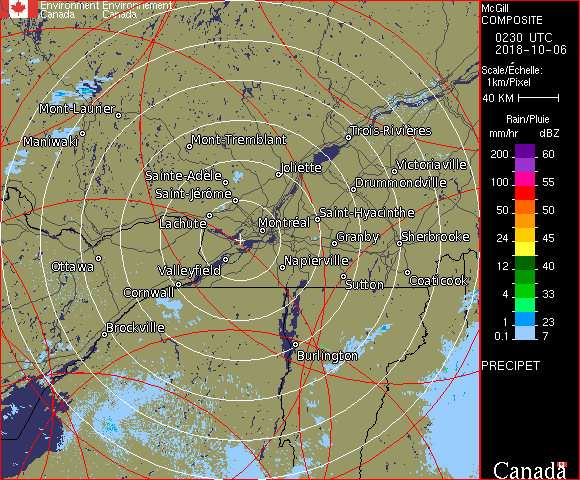 Environment Environnement
Canada Canada
Mont-Laurier
Maniwaki
Mont-Tremblant
Trois-Rivières
Sainte-Adèle
Joliette
Victoriaville
Saint-Jérôme
Drummondville
Lachute
Montréal
Saint-Hyacinthe
Granby
Sherbrooke
Ottawa
Valleyfield
Napierville
Cornwall
Sutton
Coaticook
Brockville
Burlington
McGill
COMPOSITE
0230 UTC
2018-10-06
Scale/Échelle:
1km/Pixel
40 KM
Rain/Pluie
mm/hr dBZ
200 60
100 55
50 50
24 45
12 40
4 33
1 23
0.1 7
PRECIPET
Canada